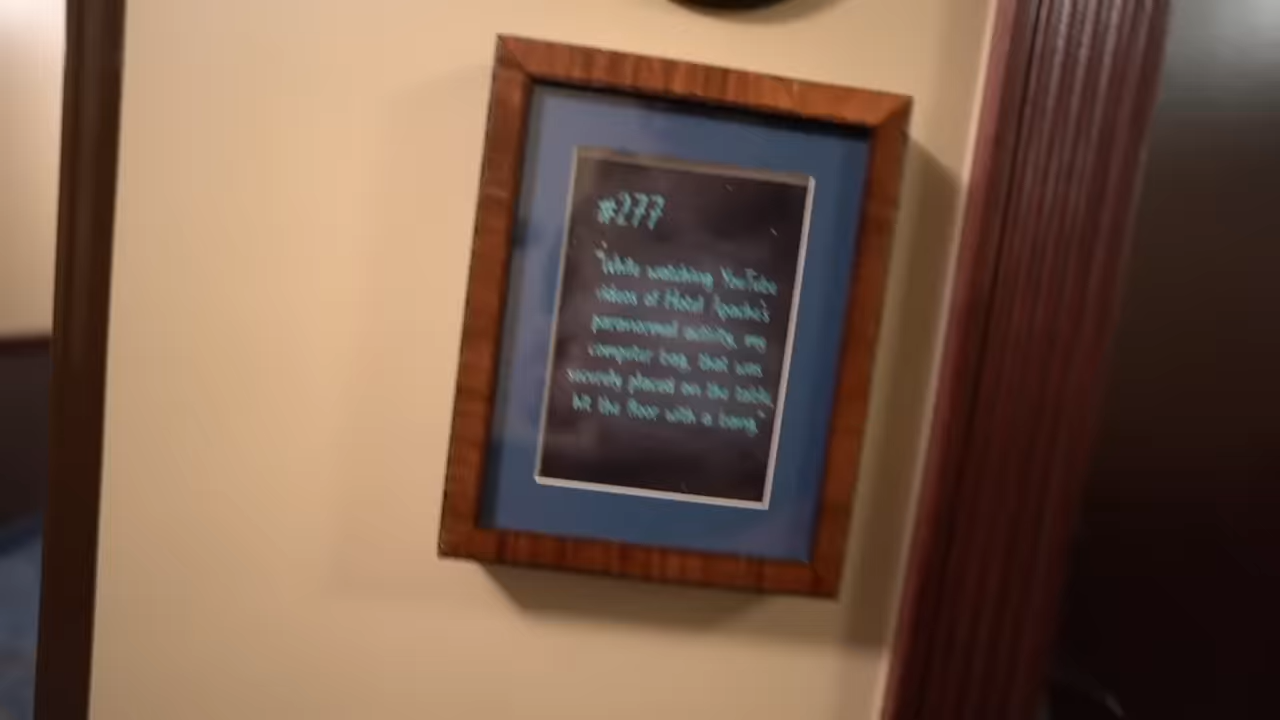 #277
"While watching YouTube
videos of Hotel Apache's
paranormal activity, my
computer bag, that was
securely placed on the table,
hit the floor with a bang."